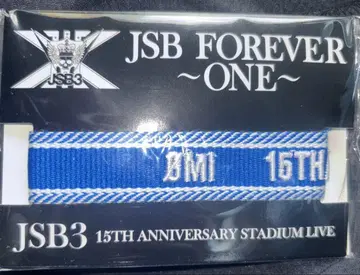 JSB FOREVER
~ONE~
JSB3
ØMI 15TH
JSB3 15TH ANNIVERSARY STADIUM LIVE